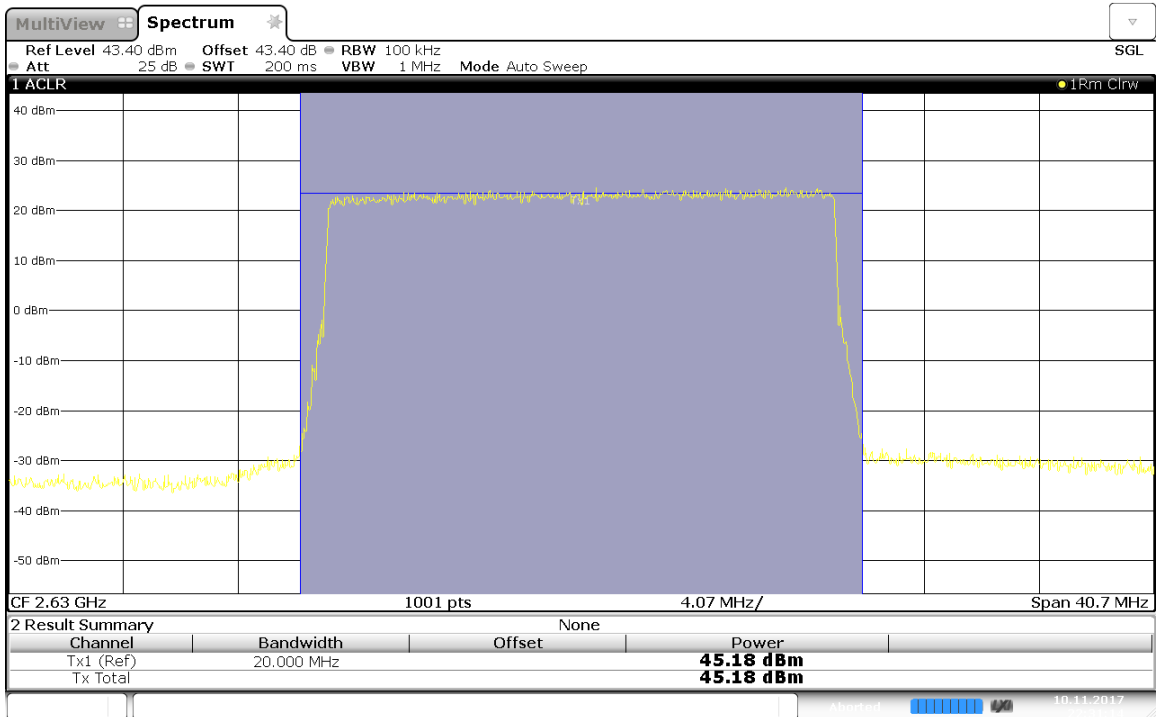 MultiView Spectrum
Ref Level 43.40 dBm Offset 43.40 dB RBW 100 kHz SGL
Att 25 dB SWT 200 ms VBW 1 MHz Mode Auto Sweep
1 ACLR 1Rm Clrw
40 dBm
30 dBm
20 dBm
10 dBm
0 dBm
-10 dBm
-20 dBm
-30 dBm
-40 dBm
-50 dBm
CF 2.63 GHz 1001 pts 4.07 MHz/ Span 40.7 MHz
2 Result Summary None
Channel Bandwidth Offset Power
Tx1 (Ref) 20.000 MHz 45.18 dBm
Tx Total 45.18 dBm
Aborted 10.11.2017